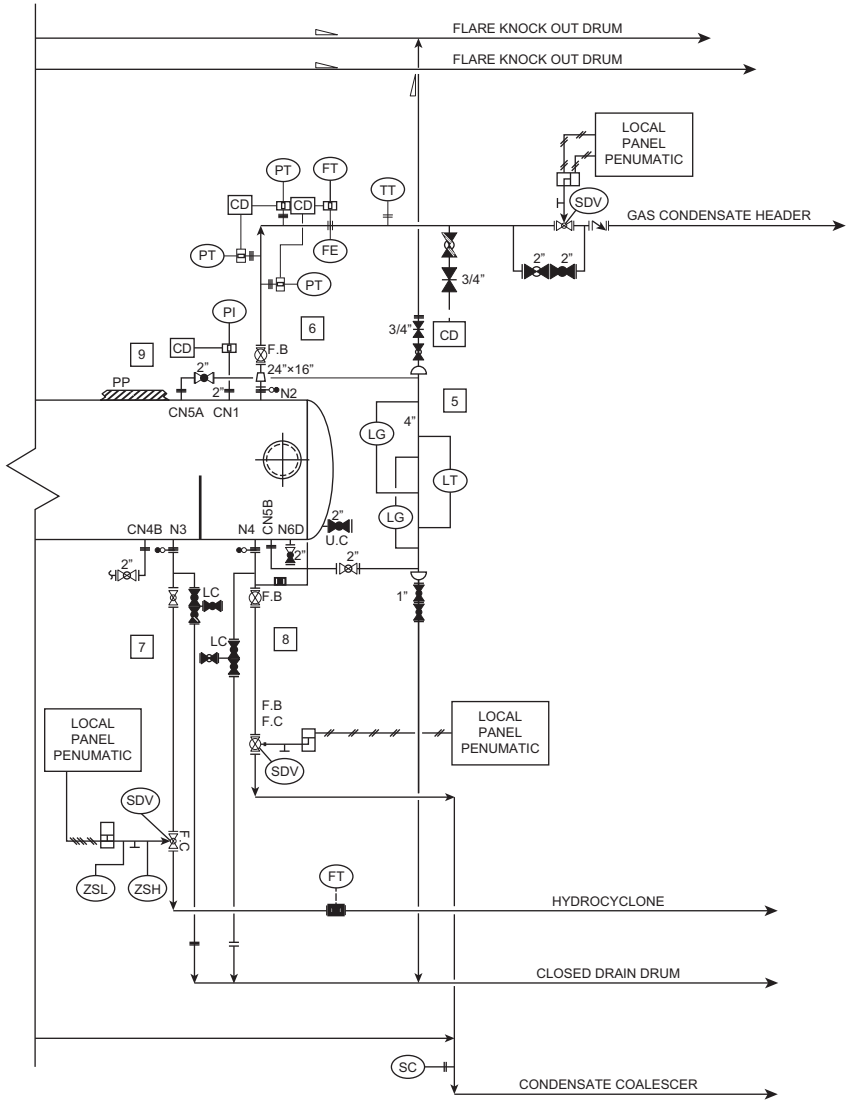 FLARE KNOCK OUT DRUM
FLARE KNOCK OUT DRUM
LOCAL
PANEL
PENUMATIC
PT
FT
TT
CD
CD
SDV
GAS CONDENSATE HEADER
PT
FE
PT
2" 2"
3/4"
PI
6
3/4"
CD
CD
F.B
9
2"
24"×16"
PP
2"
N2
CN5A CN1
5
4"
LG
LT
LG
CN4B N3
N4
CN5B
N6D
2"
U.C
2"
2"
2"
LC
F.B
1"
7
LC
8
F.B
F.C
LOCAL
PANEL
PENUMATIC
LOCAL
PANEL
PENUMATIC
SDV
SDV
F.C
ZSL
ZSH
FT
HYDROCYCLONE
CLOSED DRAIN DRUM
SC
CONDENSATE COALESCER